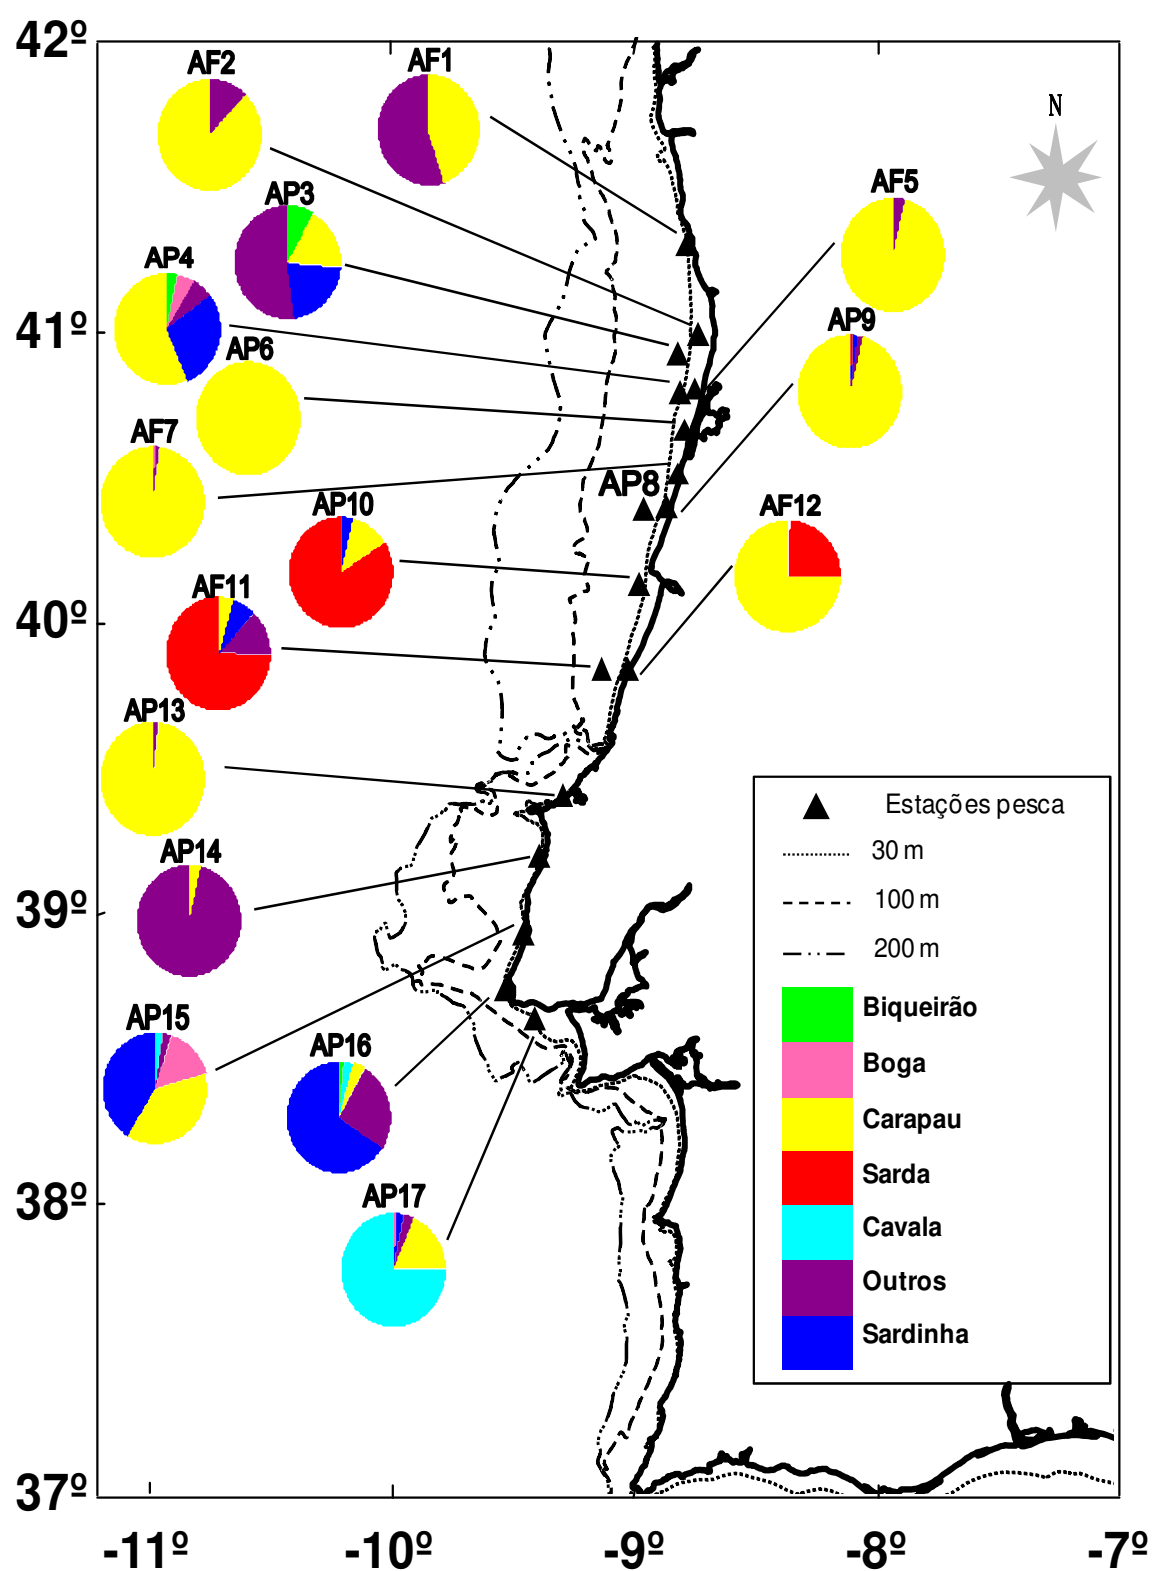 42º
AF2
AF1
N
AF5
AP3
AP4
41º
AP9
AP6
AF7
AP8
AP10
AF12
AF11
40º
AP13
Estações pesca
30 m
AP14
100 m
39º
200 m
Biqueirão
AP15
AP16
Boga
Carapau
Sarda
38º
AP17
Cavala
Outros
Sardinha
37º
-11º
-10º
-9º
-8º
-7º